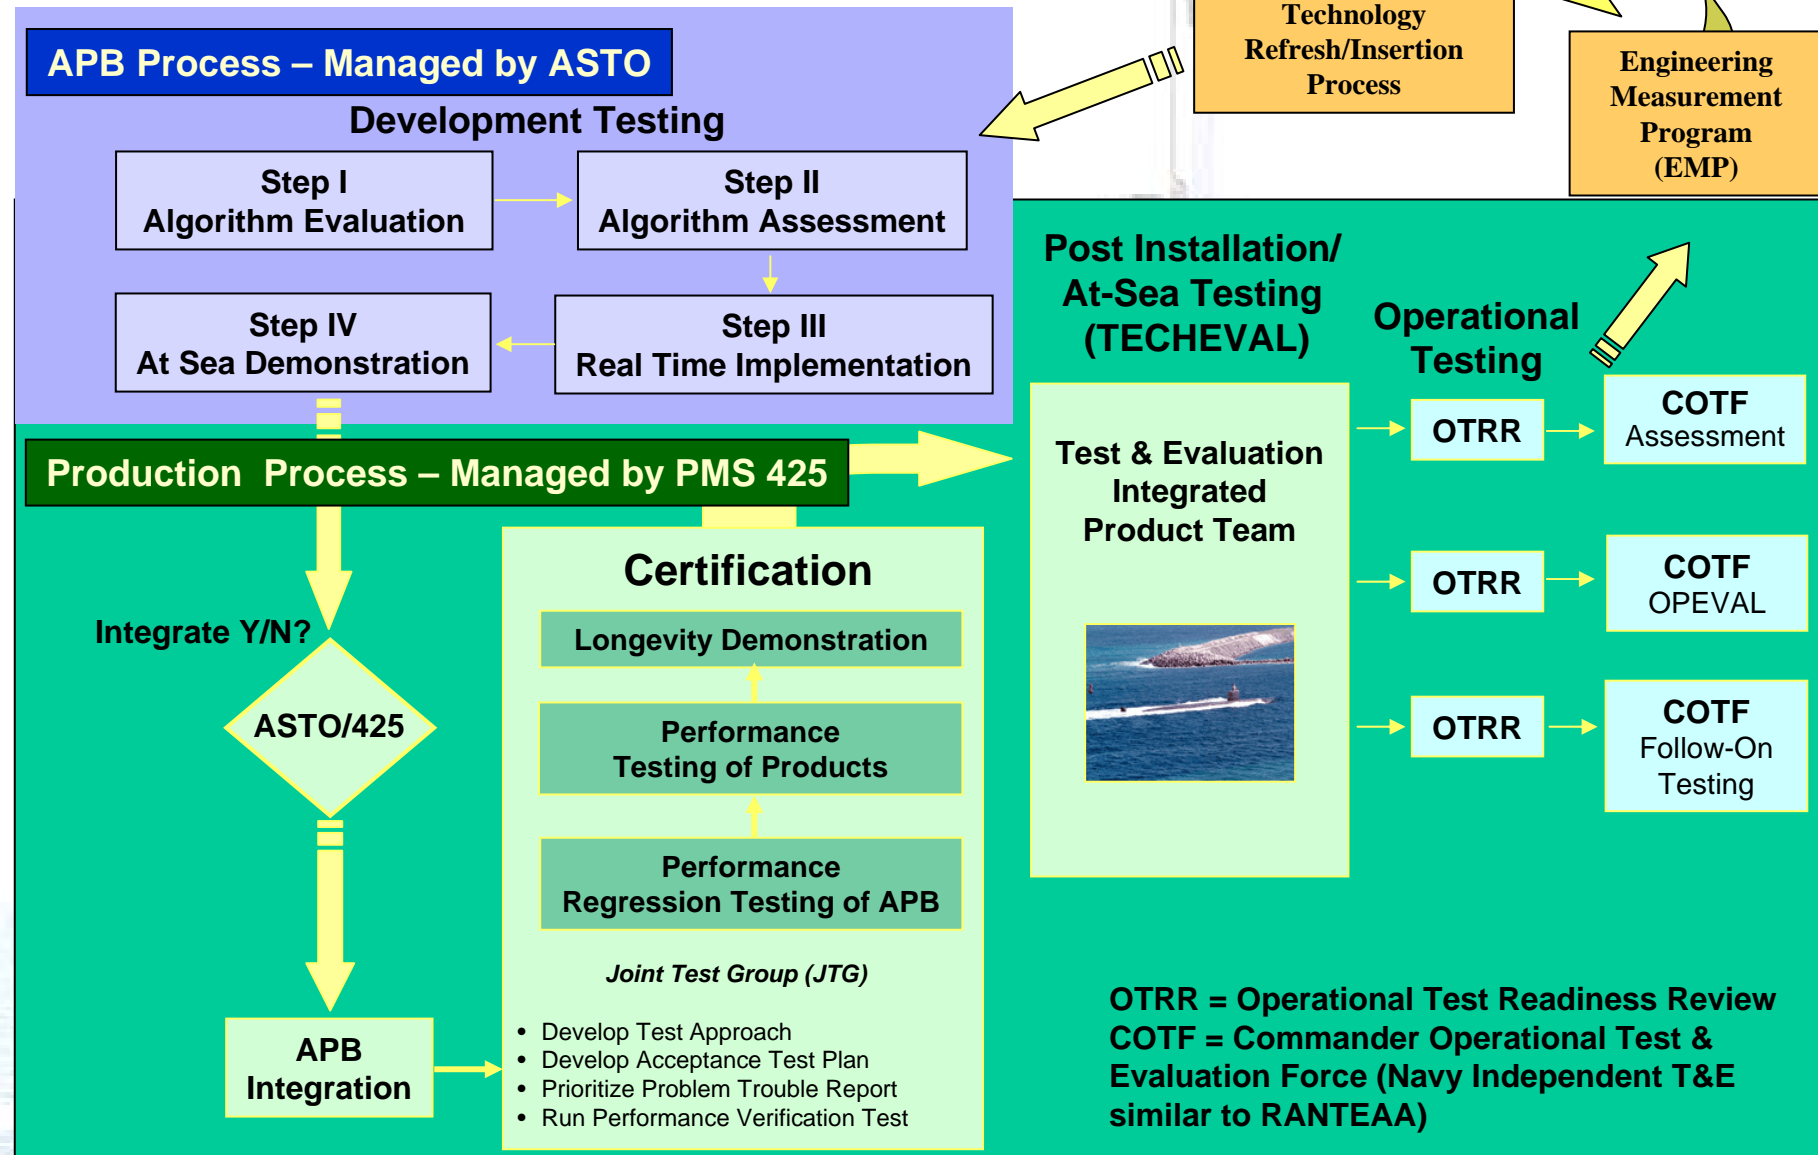 Technology
Refresh/Insertion
Process
Engineering
Measurement
Program
(EMP)
APB Process – Managed by ASTO
Development Testing
Step I
Algorithm Evaluation
Step II
Algorithm Assessment
Step IV
At Sea Demonstration
Step III
Real Time Implementation
Production Process – Managed by PMS 425
Integrate Y/N?
ASTO/425
APB
Integration
Certification
Longevity Demonstration
Performance
Testing of Products
Performance
Regression Testing of APB
Joint Test Group (JTG)
• Develop Test Approach
• Develop Acceptance Test Plan
• Prioritize Problem Trouble Report
• Run Performance Verification Test
Post Installation/
At-Sea Testing
(TECHEVAL)
Test & Evaluation
Integrated
Product Team
Operational
Testing
OTRR
COTF
Assessment
OTRR
COTF
OPEVAL
OTRR
COTF
Follow-On
Testing
OTRR = Operational Test Readiness Review
COTF = Commander Operational Test &
Evaluation Force (Navy Independent T&E
similar to RANTEAA)